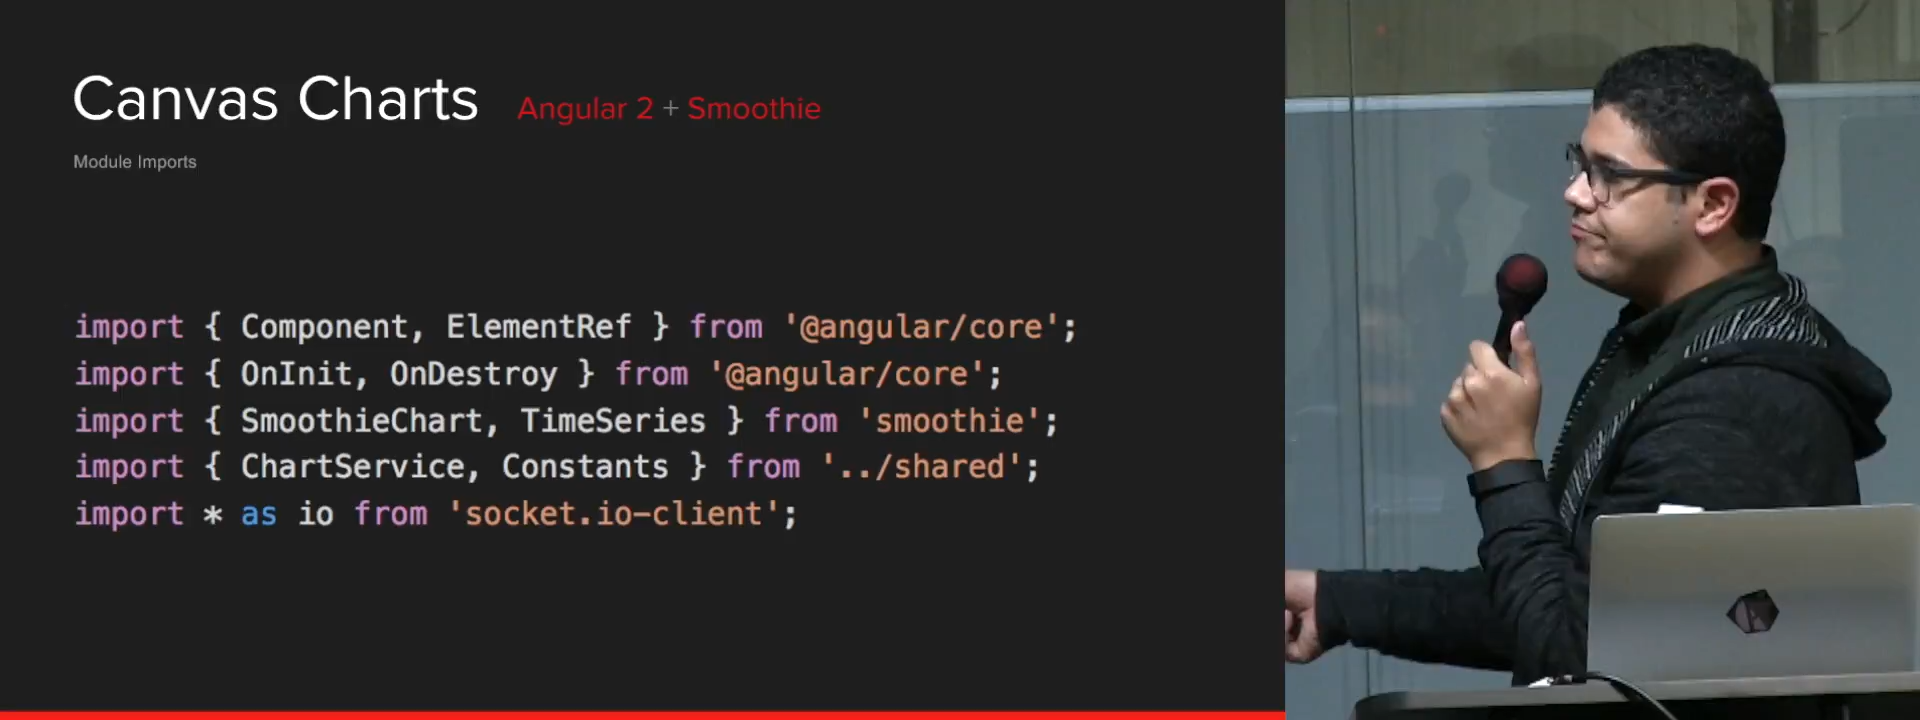 Canvas Charts Angular 2 + Smoothie
Module Imports
import { Component, ElementRef } from '@angular/core';
import { OnInit, OnDestroy } from '@angular/core';
import { SmoothieChart, TimeSeries } from 'smoothie';
import { ChartService, Constants } from '../shared';
import * as io from 'socket.io-client';